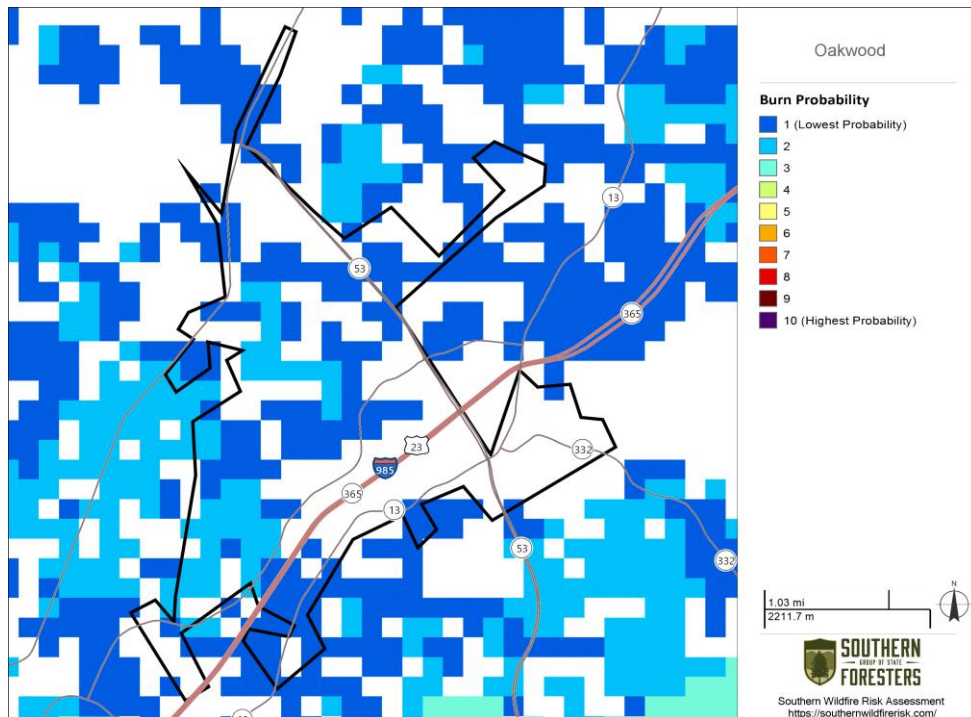 Oakwood
Burn Probability
1 (Lowest Probability)
2
3
4
5
6
7
8
9
10 (Highest Probability)
13
53
365
23
332
985
365
13
53
332
1.03 mi
2211.7 m
N
SOUTHERN
GROUP OF STATE
FORESTERS
Southern Wildfire Risk Assessment
https://southernwildfirerisk.com/